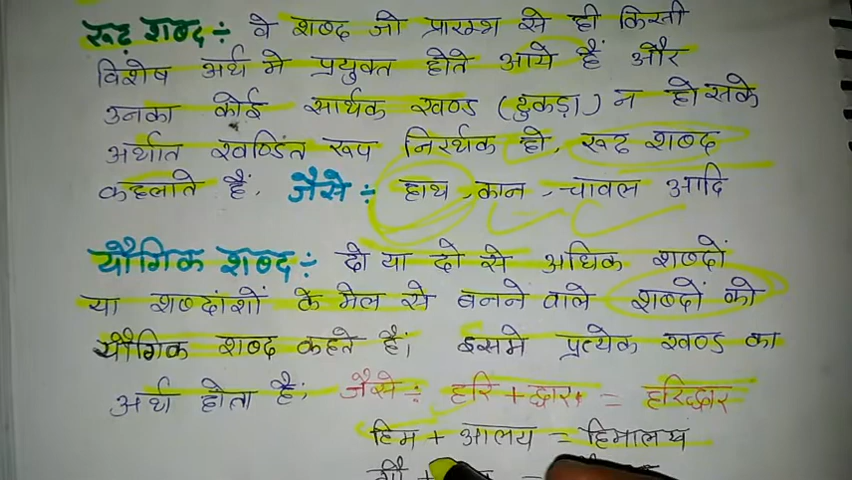 रूढ़ शब्द ÷ वे शब्द जो प्रारम्भ से ही किसी
विशेष अर्थ मे प्रयुक्त होते आये हैं और
उनका कोई सार्थक खण्ड (टुकड़ा) न हो सके
अर्थात खण्डित रूप निरर्थक हो, रूढ शब्द
कहलाते हैं, जैसे ÷ हाथ, कान, चावल आदि
यौगिक शब्द ÷ दो या दो से अधिक शब्दों
या शब्दांशों के मेल से बनने वाले शब्दों को
यौगिक शब्द कहते हैं। इसमे प्रत्येक खण्ड का
अर्थ होता है, जैसे ÷ हरि + द्वार = हरिद्वार
हिम + आलय = हिमालय